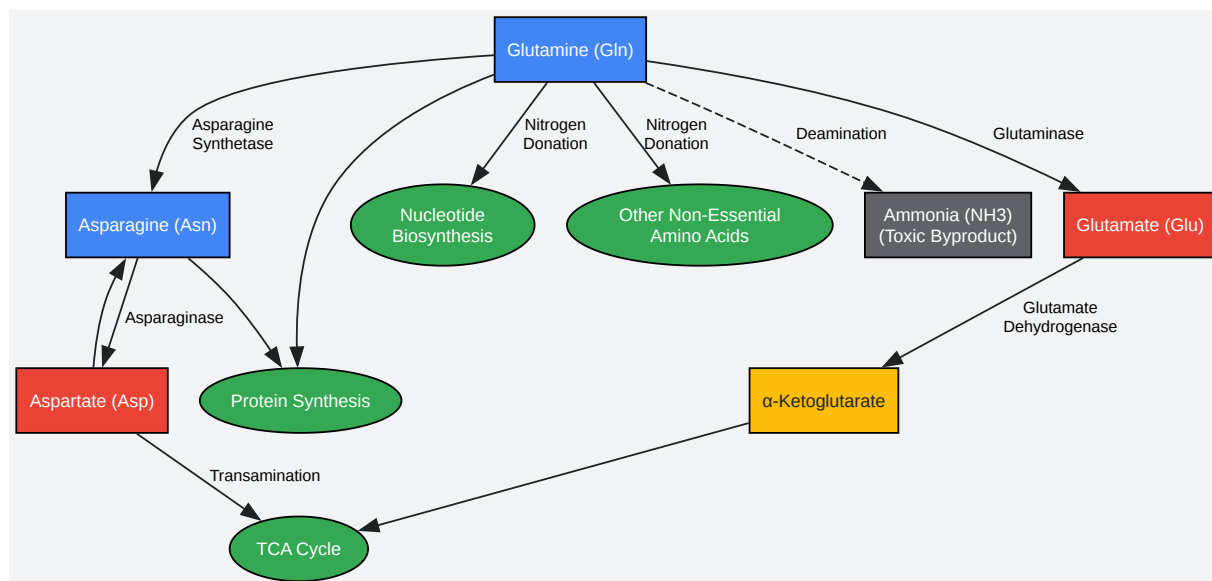 Glutamine (Gln)
Asparagine
Synthetase
Nitrogen
Donation
Nitrogen
Donation
Deamination
Glutaminase
Asparagine (Asn)
Nucleotide
Biosynthesis
Other Non-Essential
Amino Acids
Ammonia (NH3)
(Toxic Byproduct)
Glutamate (Glu)
Asparaginase
Glutamate
Dehydrogenase
Aspartate (Asp)
Protein Synthesis
α-Ketoglutarate
Transamination
TCA Cycle